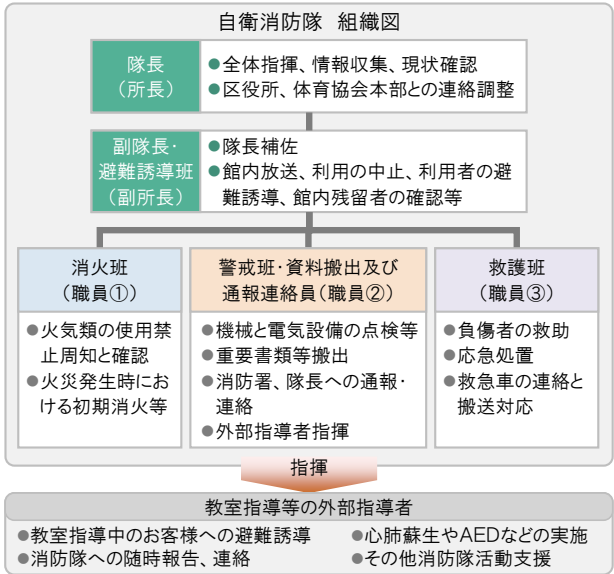 自衛消防隊 組織図
隊長
(所長)
●全体指揮、情報収集、現状確認
●区役所、体育協会本部との連絡調整
副隊長・
避難誘導班
(副所長)
●隊長補佐
●館内放送、利用の中止、利用者の避
難誘導、館内残留者の確認等
消火班
(職員①)
●火気類の使用禁
止周知と確認
●火災発生時にお
ける初期消火等
警戒班・資料搬出及び
通報連絡員(職員②)
●機械と電気設備の点検等
●重要書類等搬出
●消防署、隊長への通報・
連絡
●外部指導者指揮
救護班
(職員③)
●負傷者の救助
●応急処置
●救急車の連絡と
搬送対応
指揮
教室指導等の外部指導者
●教室指導中のお客様への避難誘導
●消防隊への随時報告、連絡
●心肺蘇生やAEDなどの実施
●その他消防隊活動支援